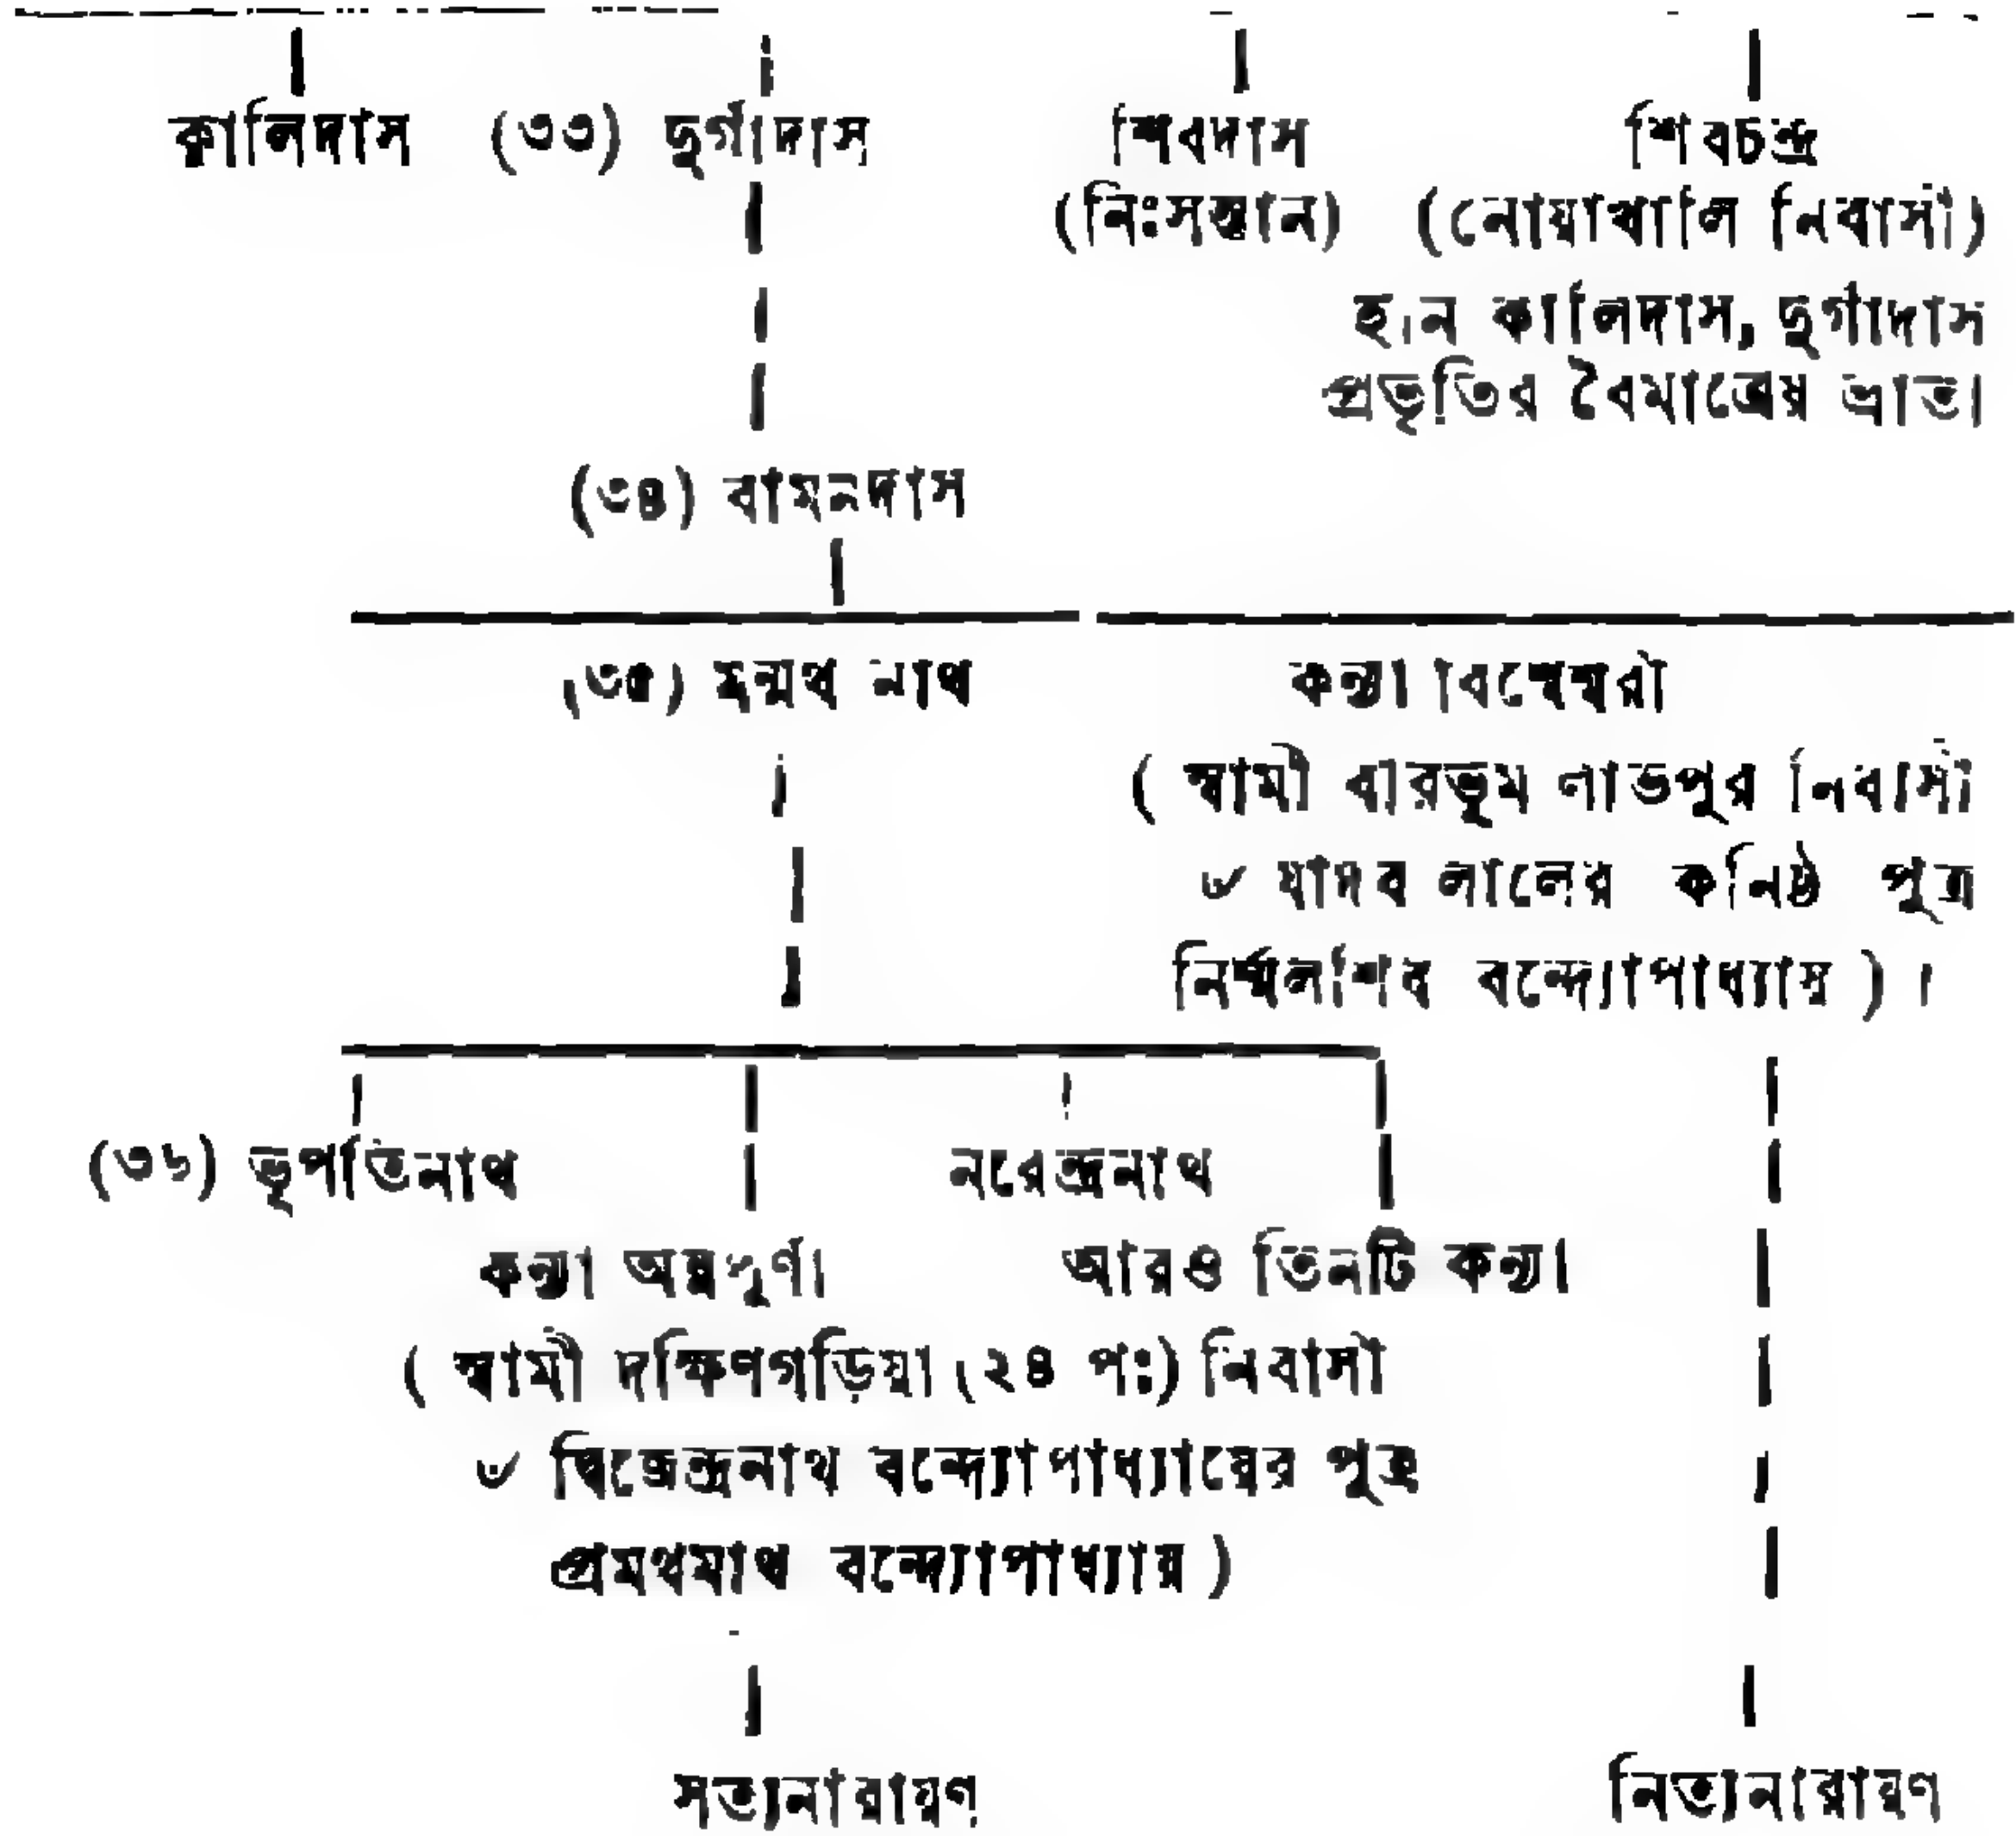 কালিদাস (৩৩) দুর্গাদাস শিবদাস শিবচন্দ্র
(নিঃসন্তান) (নোয়াখালি নিবাসী)
ইনি কালিদাস, দুর্গাদাস
প্রভৃতির বৈমাত্রেয় ভ্রাতা
(৩৪) বামনদাস
(৩৫) মন্মথ নাথ কন্যা বিশ্বেশ্বরী
( স্বামী বীরভূম লাভপুর নিবাসী
৺ যাদব লালের কনিষ্ঠ পুত্র
নির্ম্মলশিব বন্দ্যোপাধ্যায় ) ।
(৩৬) ভূপতিনাথ নরেন্দ্রনাথ
কন্যা অন্নপূর্ণা আরও তিনটি কন্যা
( স্বামী দক্ষিণগড়িয়া (২৪ পঃ) নিবাসী
৺ দ্বিজেন্দ্রনাথ বন্দ্যোপাধ্যায়ের পুত্র
প্রমথনাথ বন্দ্যোপাধ্যায় )
সত্যনারায়ণ নিত্যনারায়ণ